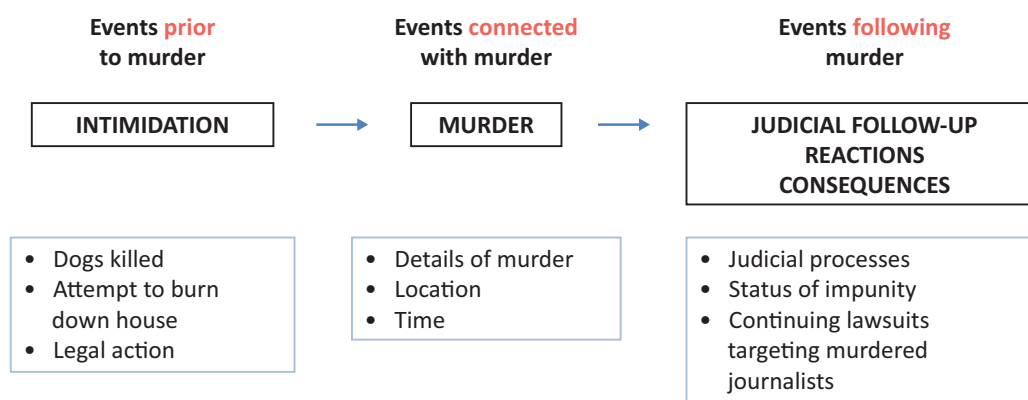 Events prior
to murder
Events connected
with murder
Events following
murder
INTIMIDATION
MURDER
JUDICIAL FOLLOW-UP
REACTIONS
CONSEQUENCES
• Dogs killed
• Attempt to burn
down house
• Legal action
• Details of murder
• Location
• Time
• Judicial processes
• Status of impunity
• Continuing lawsuits
targeting murdered
journalists